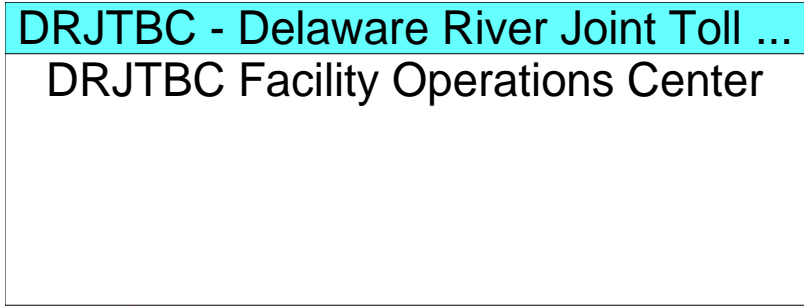 DRJTBC - Delaware River Joint Toll ...
DRJTBC Facility Operations Center